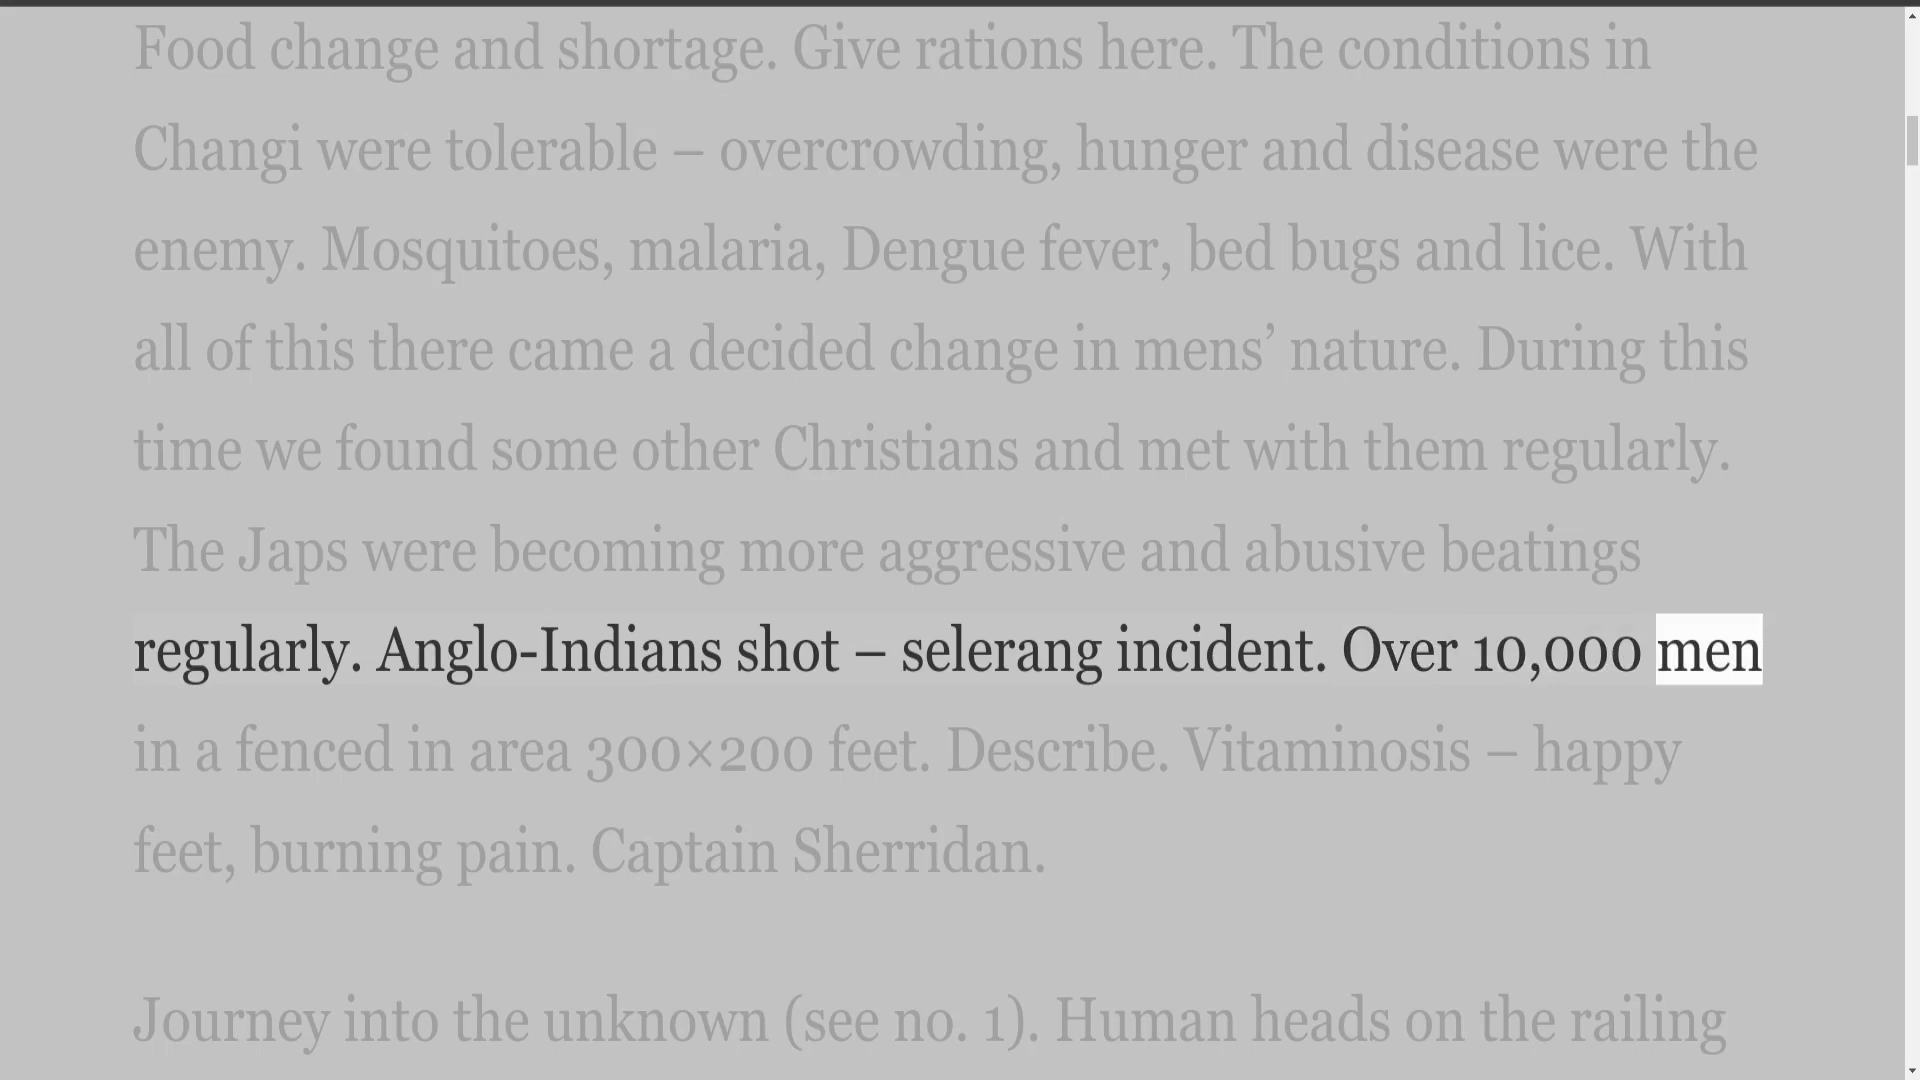 Food change and shortage. Give rations here. The conditions in
Changi were tolerable – overcrowding, hunger and disease were the
enemy. Mosquitoes, malaria, Dengue fever, bed bugs and lice. With
all of this there came a decided change in mens’ nature. During this
time we found some other Christians and met with them regularly.
The Japs were becoming more aggressive and abusive beatings
regularly. Anglo-Indians shot – selerang incident. Over 10,000 men
in a fenced in area 300×200 feet. Describe. Vitaminosis – happy
feet, burning pain. Captain Sherridan.
Journey into the unknown (see no. 1). Human heads on the railing